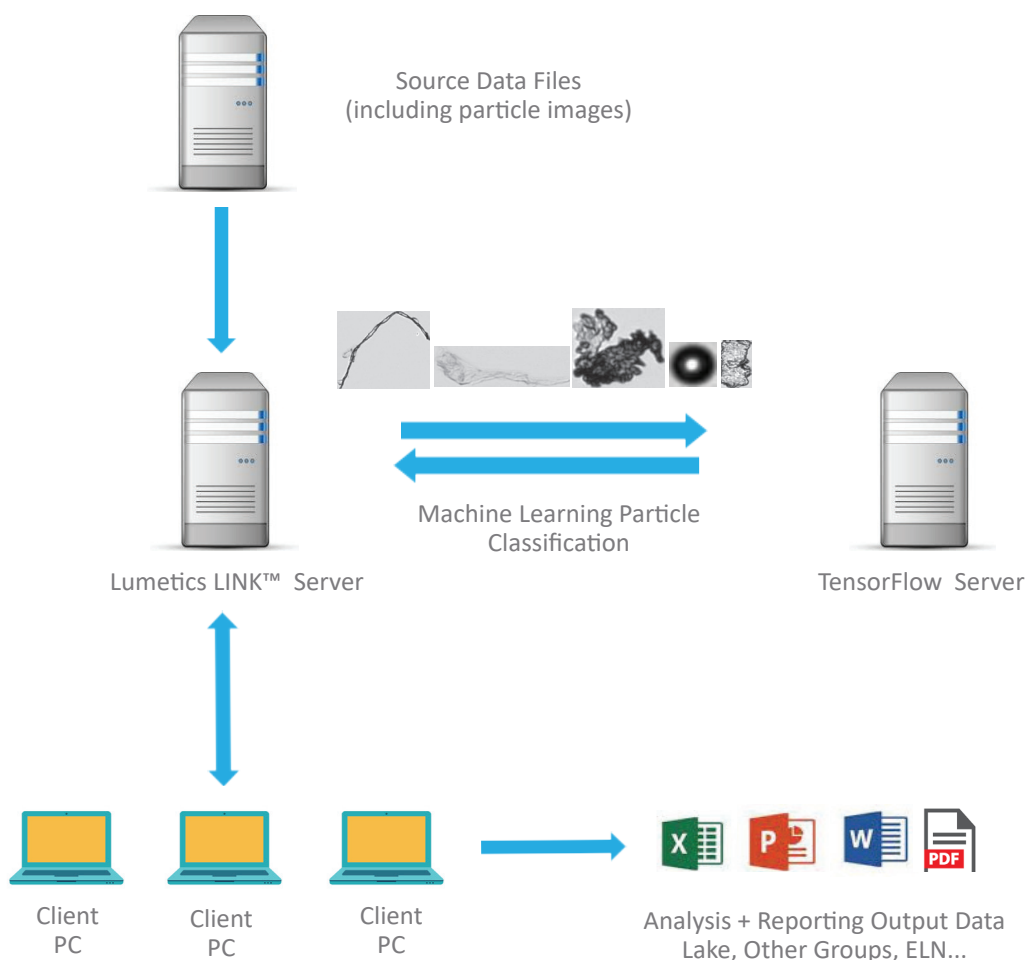 Source Data Files
(including particle images)
Machine Learning Particle
Classification
Lumetics LINK™ Server
TensorFlow Server
Client
PC
Client
PC
Client
PC
X
P
W
PDF
Analysis + Reporting Output Data
Lake, Other Groups, ELN...